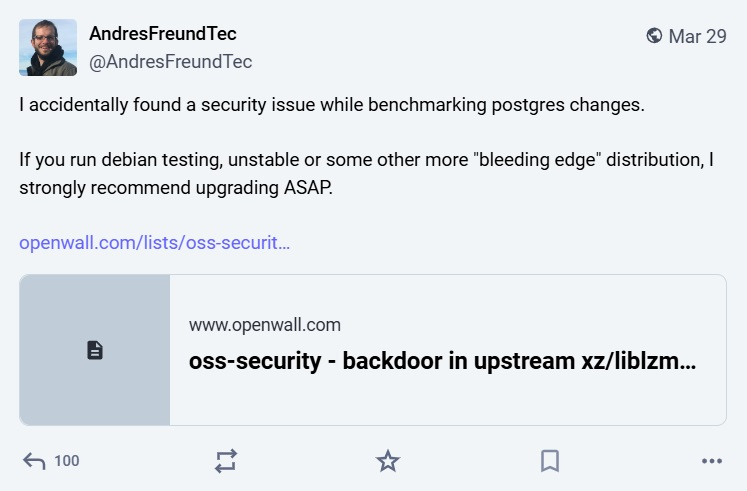 AndresFreundTec
Mar 29
@AndresFreundTec
I accidentally found a security issue while benchmarking postgres changes.
If you run debian testing, unstable or some other more "bleeding edge" distribution, I
strongly recommend upgrading ASAP.
openwall.com/lists/oss-securit…
www.openwall.com
oss-security - backdoor in upstream xz/liblzm...
100